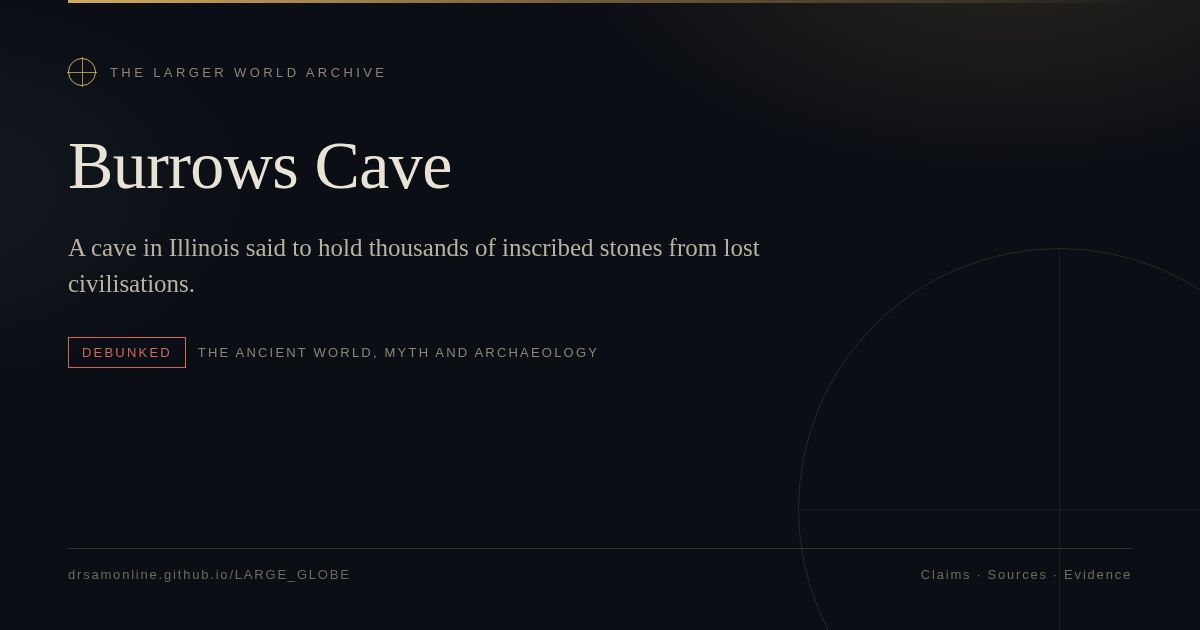 THE LARGER WORLD ARCHIVE
Burrows Cave
A cave in Illinois said to hold thousands of inscribed stones from lost
civilisations.
DEBUNKED THE ANCIENT WORLD, MYTH AND ARCHAEOLOGY
drsamonline.github.io/LARGE_GLOBE Claims · Sources · Evidence